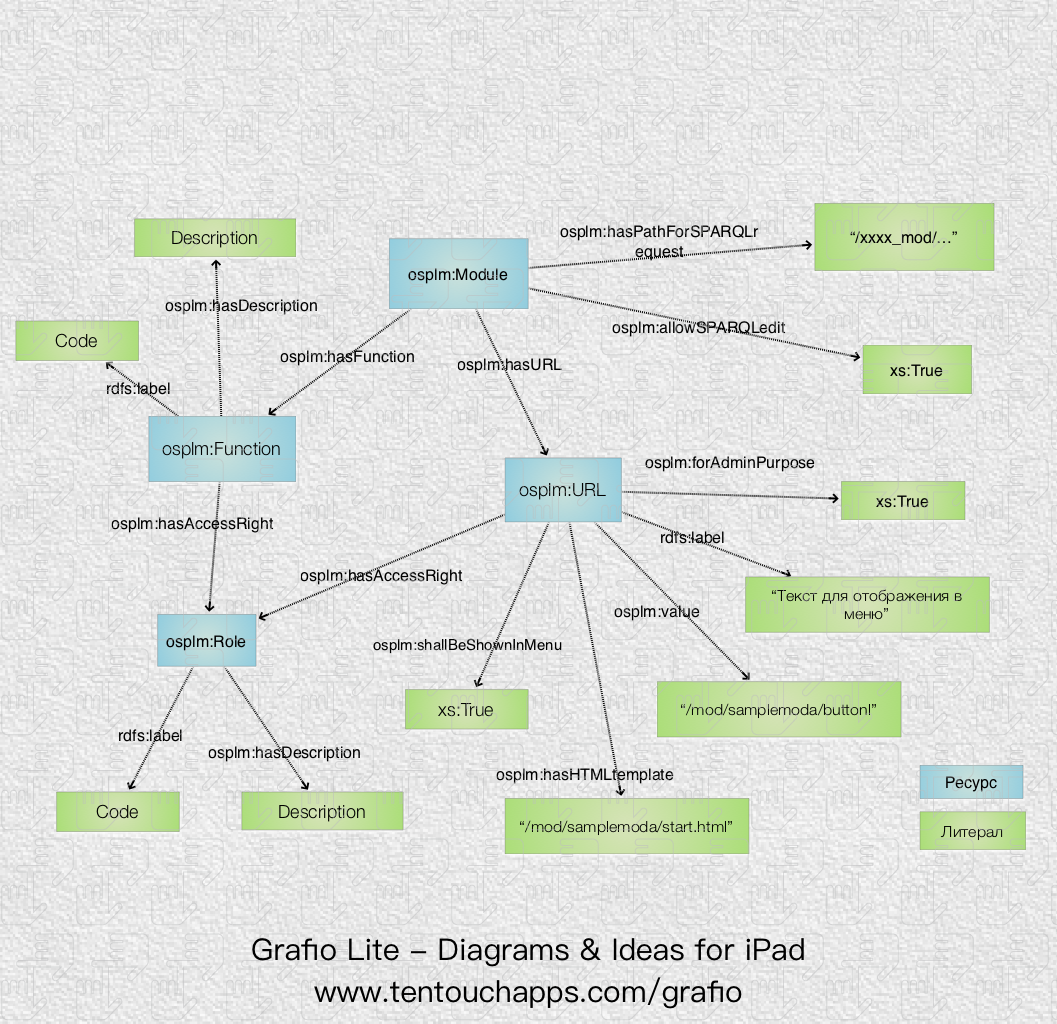 Description
osplm:hasPathForSPARQLr
equest
“/xxxx_mod/...”
osplm:Module
osplm:hasDescription
Code
osplm:allowSPARQLedit
osplm:hasFunction
osplm:hasURL
xs:True
rdfs:label
osplm:Function
osplm:forAdminPurpose
osplm:URL
xs:True
osplm:hasAccessRight
rdfs:label
osplm:hasAccessRight
“Текст для отображения в
меню”
osplm:value
osplm:Role
osplm:shallBeShownInMenu
xs:True
“/mod/samplemoda/buttonl”
rdfs:label
osplm:hasDescription
osplm:hasHTMLtemplate
Ресурс
Code
Description
“/mod/samplemoda/start.html”
Литерал
Grafio Lite – Diagrams & Ideas for iPad
www.tentouchapps.com/grafio